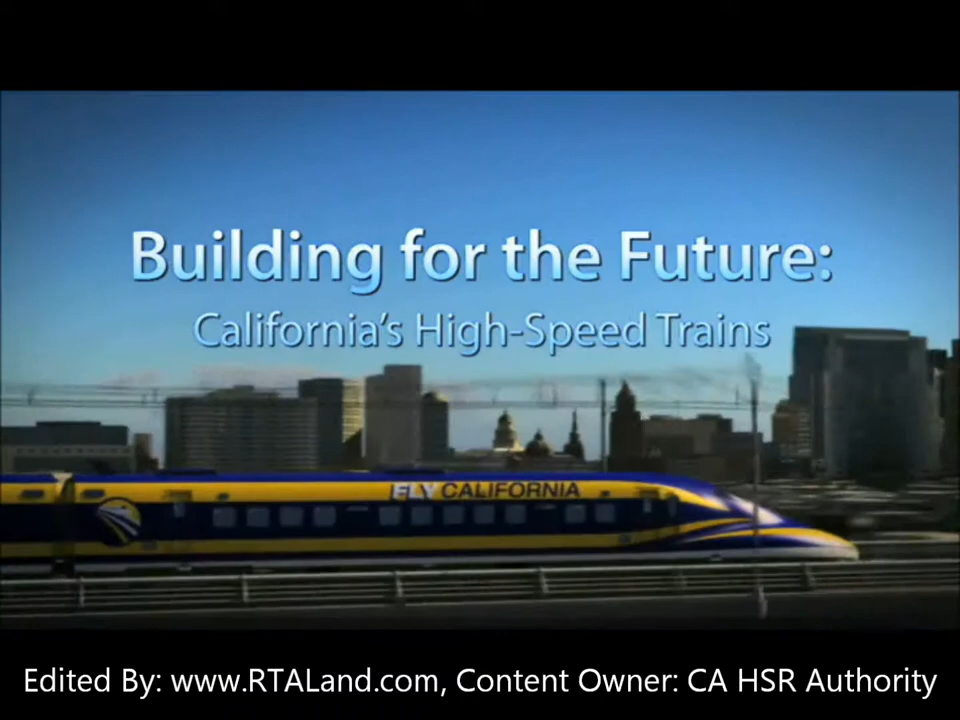 Building for the Future:
California's High-Speed Trains
FLY CALIFORNIA
Edited By: www.RTALand.com, Content Owner: CA HSR Authority